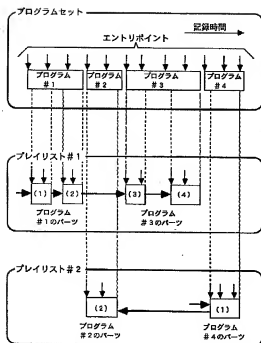 プログラムセット
記録時間
エントリポイント
プログラム #1
プログラム #2
プログラム #3
プログラム #4
プレイリスト#1
(1)
(2)
(3)
(4)
プログラム
#1のパーツ
プログラム
#3のパーツ
プレイリスト#2
(2)
(1)
プログラム
#2のパーツ
プログラム
#4のパーツ